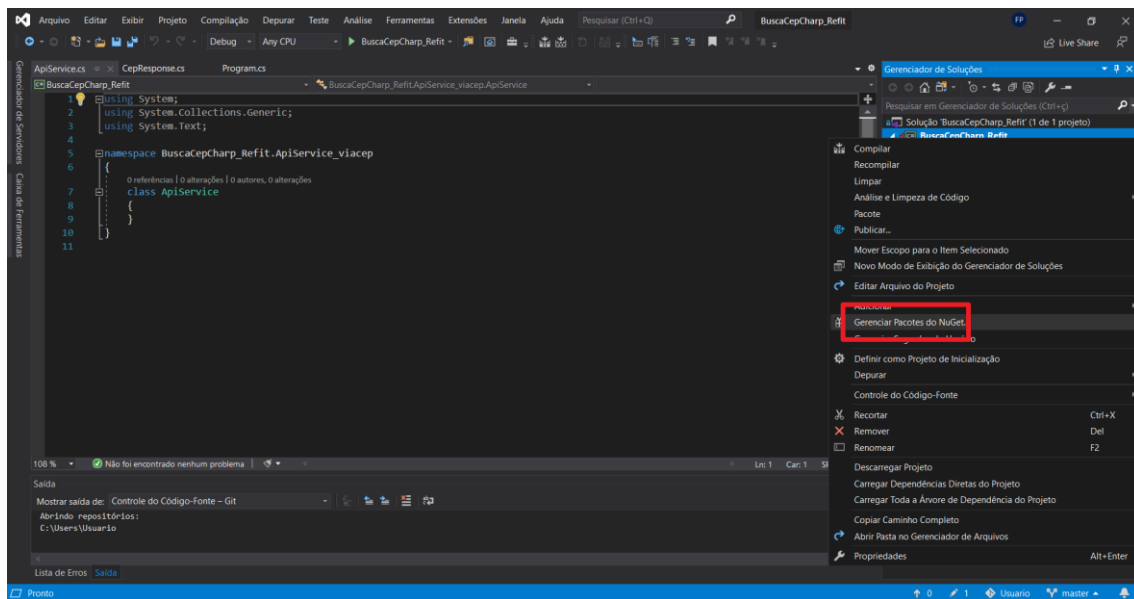 Arquivo Editar Exibir Projeto Compilação Depurar Teste Análise Ferramentas Extensões Janela Ajuda Pesquisar (Ctrl+Q) BuscaCepCharp_Refit FP
Debug Any CPU BuscaCepCharp_Refit Live Share
Gerenciador de Servidores
Caixa de Ferramentas
ApiService.cs CepResponse.cs Program.cs
BuscaCepCharp_Refit BuscaCepCharp_Refit.ApiService_viacep.ApiService
1 using System;
2 using System.Collections.Generic;
3 using System.Text;
4
5 namespace BuscaCepCharp_Refit.ApiService_viacep
6 {
0 referências | 0 alterações | 0 autores, 0 alterações
7 class ApiService
8 {
9 }
10 }
11
108 % Não foi encontrado nenhum problema Ln: 1 Car: 1
Saída
Mostrar saída de: Controle do Código-Fonte – Git
Abrindo repositórios:
C:\Users\Usuario
Lista de Erros Saída
Gerenciador de Soluções
Pesquisar em Gerenciador de Soluções (Ctrl+ç)
Solução 'BuscaCepCharp_Refit' (1 de 1 projeto)
BuscaCepCharp_Refit
Compilar
Recompilar
Limpar
Análise e Limpeza de Código
Pacote
Publicar...
Mover Escopo para o Item Selecionado
Novo Modo de Exibição do Gerenciador de Soluções
Editar Arquivo do Projeto
Adicionar
Gerenciar Pacotes do NuGet.
Definir como Projeto de Inicialização
Depurar
Controle do Código-Fonte
Recortar Ctrl+X
Remover Del
Renomear F2
Descarregar Projeto
Carregar Dependências Diretas do Projeto
Carregar Toda a Árvore de Dependência do Projeto
Copiar Caminho Completo
Abrir Pasta no Gerenciador de Arquivos
Propriedades Alt+Enter
Pronto 0 1 Usuario master